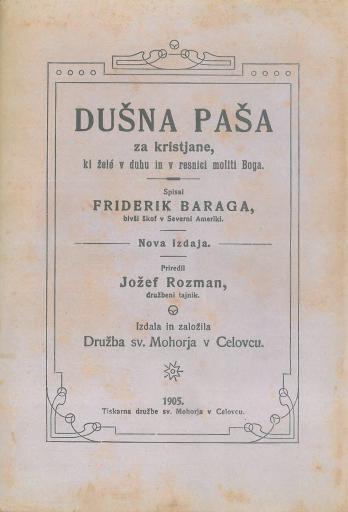 DUŠNA PAŠA
za kristjane,
ki želé v duhu in v resnici moliti Boga.
Spisal
FRIDERIK BARAGA,
bivši škof v Severni Ameriki.
Nova izdaja.
Priredil
Jožef Rozman,
družbeni tajnik.
Izdala in založila
Družba sv. Mohorja v Celovcu.
1905.
Tiskarna družbe sv. Mohorja v Celovcu.